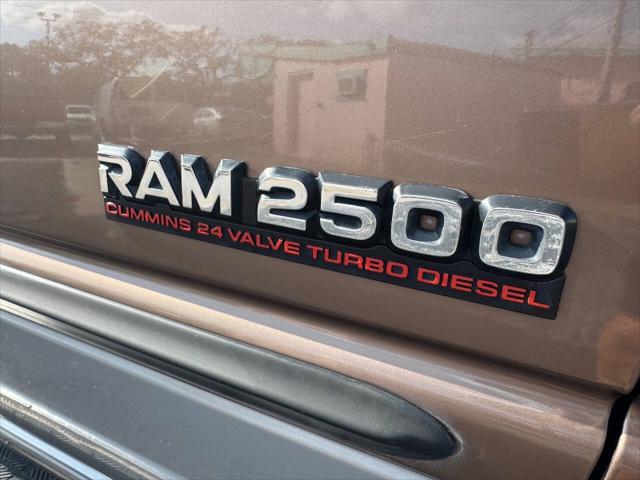 RAM 2500
CUMMINS 24 VALVE TURBO DIESEL